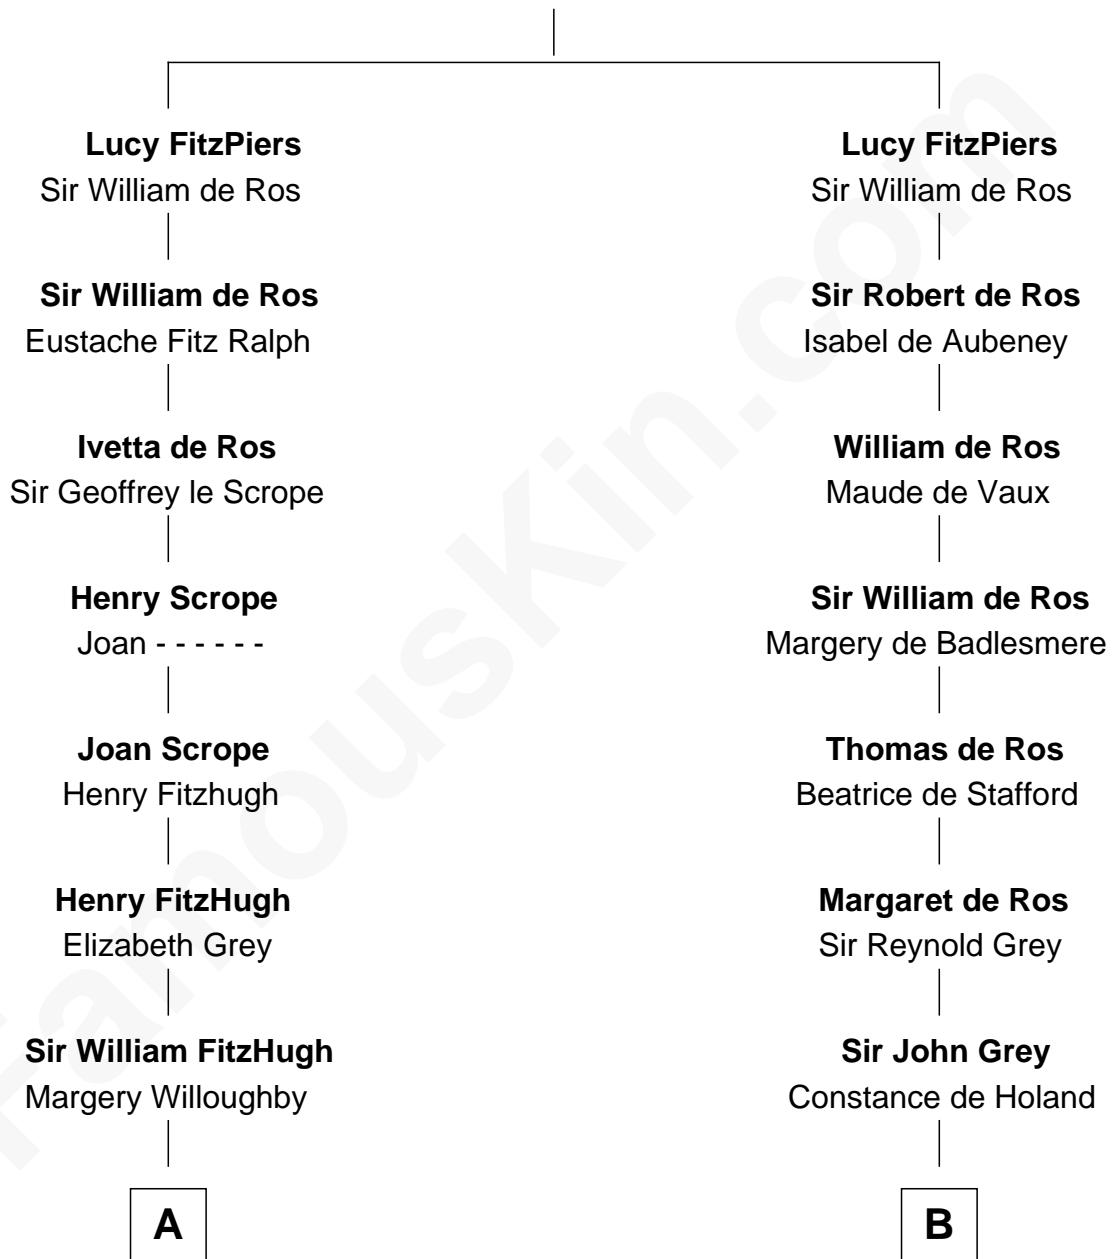 Lucy FitzPiers
Sir William de Ros
Sir William de Ros
Eustache Fitz Ralph
Ivetta de Ros
Sir Geoffrey le Scrope
Henry Scrope
Joan - - - - - -
Joan Scrope
Henry Fitzhugh
Henry FitzHugh
Elizabeth Grey
Sir William FitzHugh
Margery Willoughby
A
Lucy FitzPiers
Sir William de Ros
Sir Robert de Ros
Isabel de Aubeney
William de Ros
Maude de Vaux
Sir William de Ros
Margery de Badlesmere
Thomas de Ros
Beatrice de Stafford
Margaret de Ros
Sir Reynold Grey
Sir John Grey
Constance de Holand
B
FamousKin.com